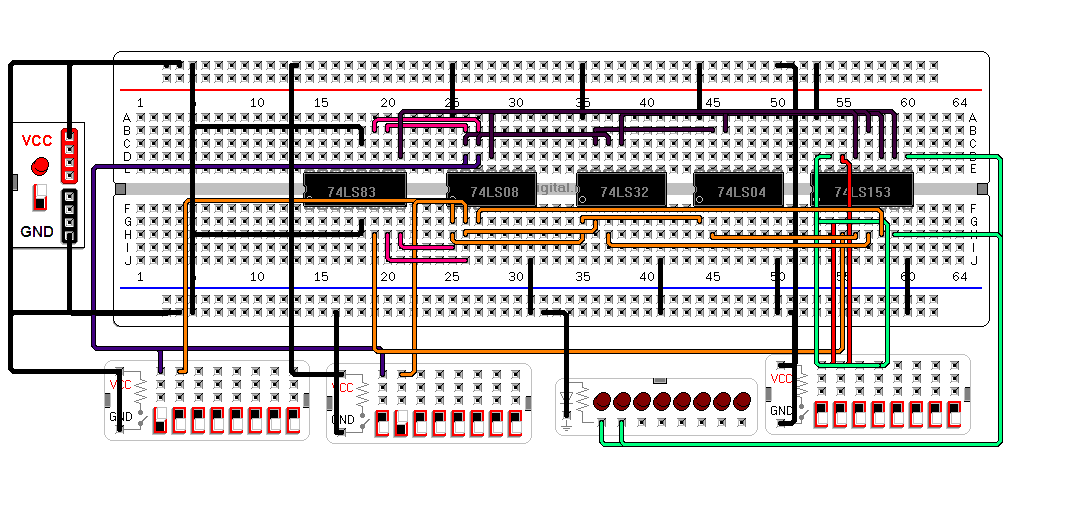 1 10 15 20 25 30 35 40 45 50 55 60 64
A A
B B
C C
D D
E E
VCC
GND
74LS83 74LS08 igital. 74LS32 74LS04 74LS153
F F
G G
H H
I I
J J
1 10 15 20 25 30 35 40 45 50 55 60 64
VCC VCC VCC
GND GND GND